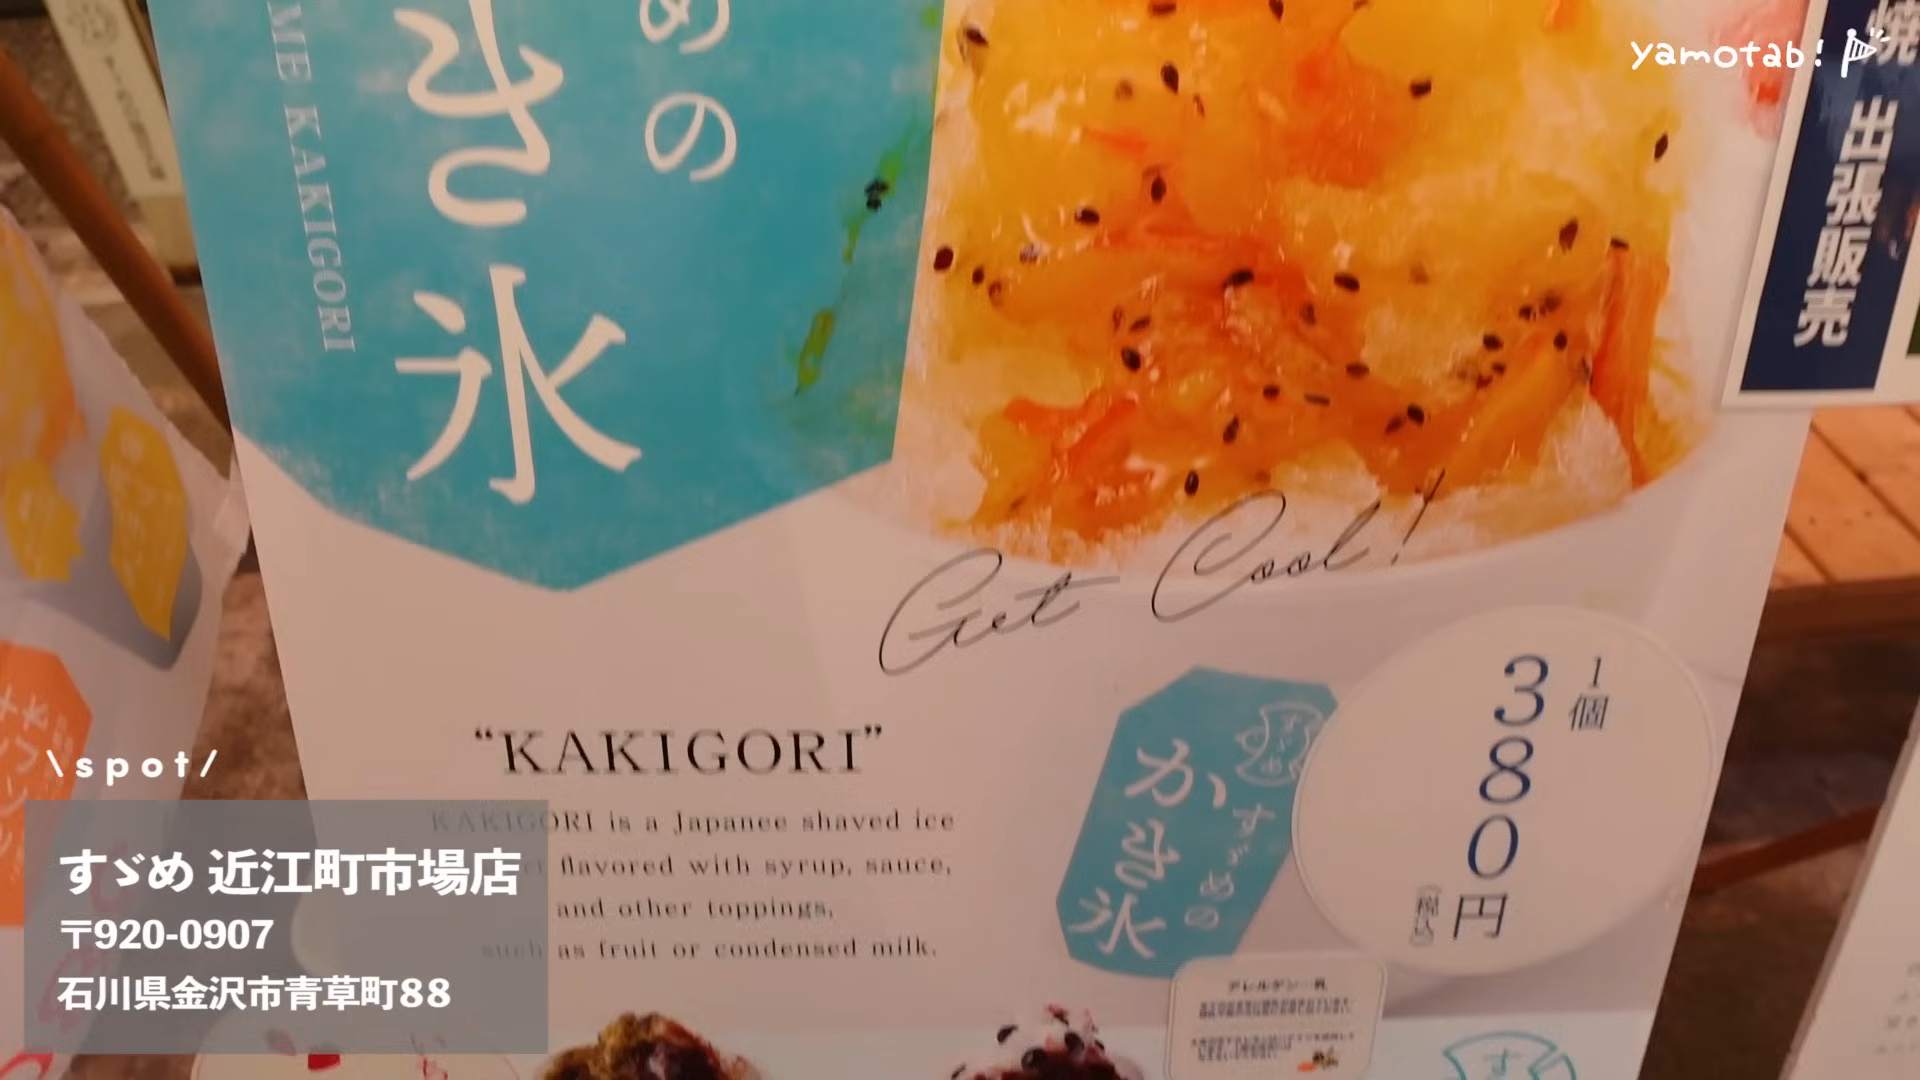 yamotab!
焼
出張販売
めの
き氷
ME KAKIGORI
Get Cool!
"KAKIGORI"
KAKIGORI is a Japanee shaved ice
flavored with syrup, sauce,
and other toppings,
such as fruit or condensed milk.
すゞめの
かき氷
1個
380円
(税込)
\spot/
すゞめ 近江町市場店
〒920-0907
石川県金沢市青草町88